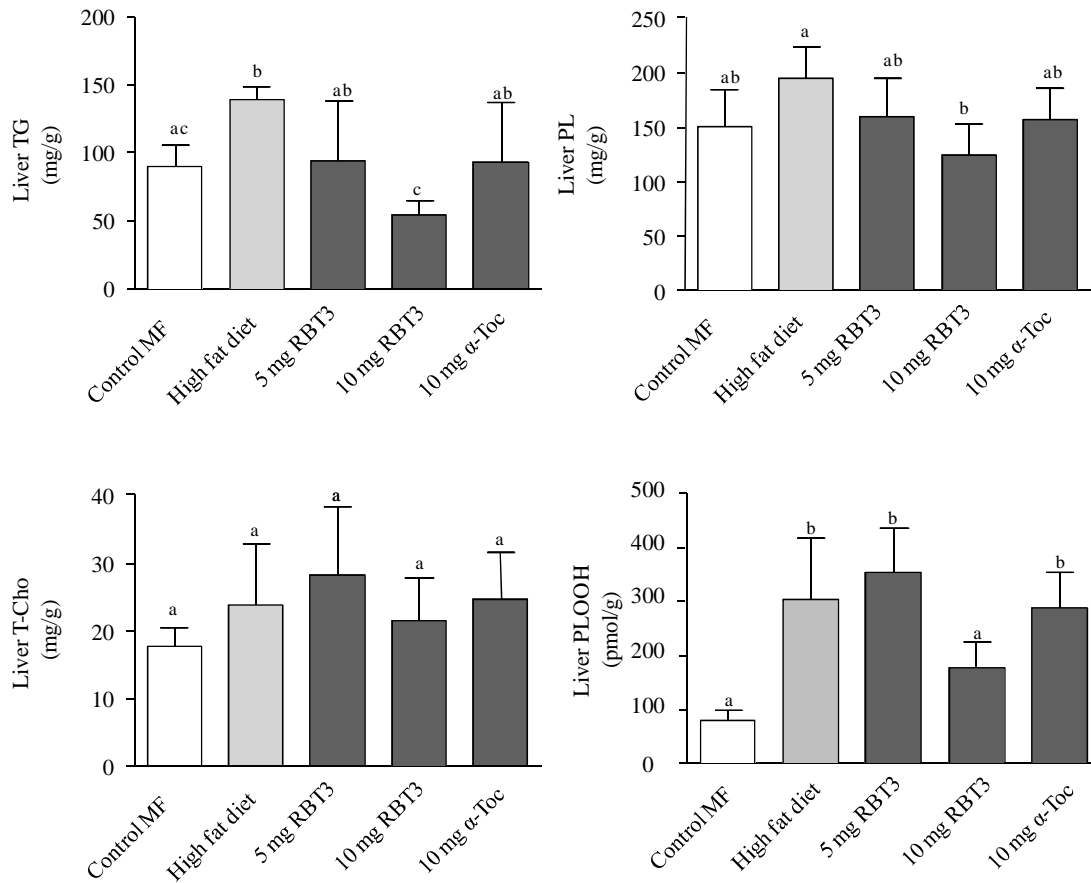 200
150
100
50
0
Liver TG
(mg/g)
ac
b
ab
c
ab
Control MF
High fat diet
5 mg RBT3
10 mg RBT3
10 mg α-Toc
250
200
150
100
50
0
Liver PL
(mg/g)
ab
a
ab
b
ab
Control MF
High fat diet
5 mg RBT3
10 mg RBT3
10 mg α-Toc
40
30
20
10
0
Liver T-Cho
(mg/g)
a
a
a
a
a
Control MF
High fat diet
5 mg RBT3
10 mg RBT3
10 mg α-Toc
500
400
300
200
100
0
Liver PLOOH
(pmol/g)
a
b
b
a
b
Control MF
High fat diet
5 mg RBT3
10 mg RBT3
10 mg α-Toc